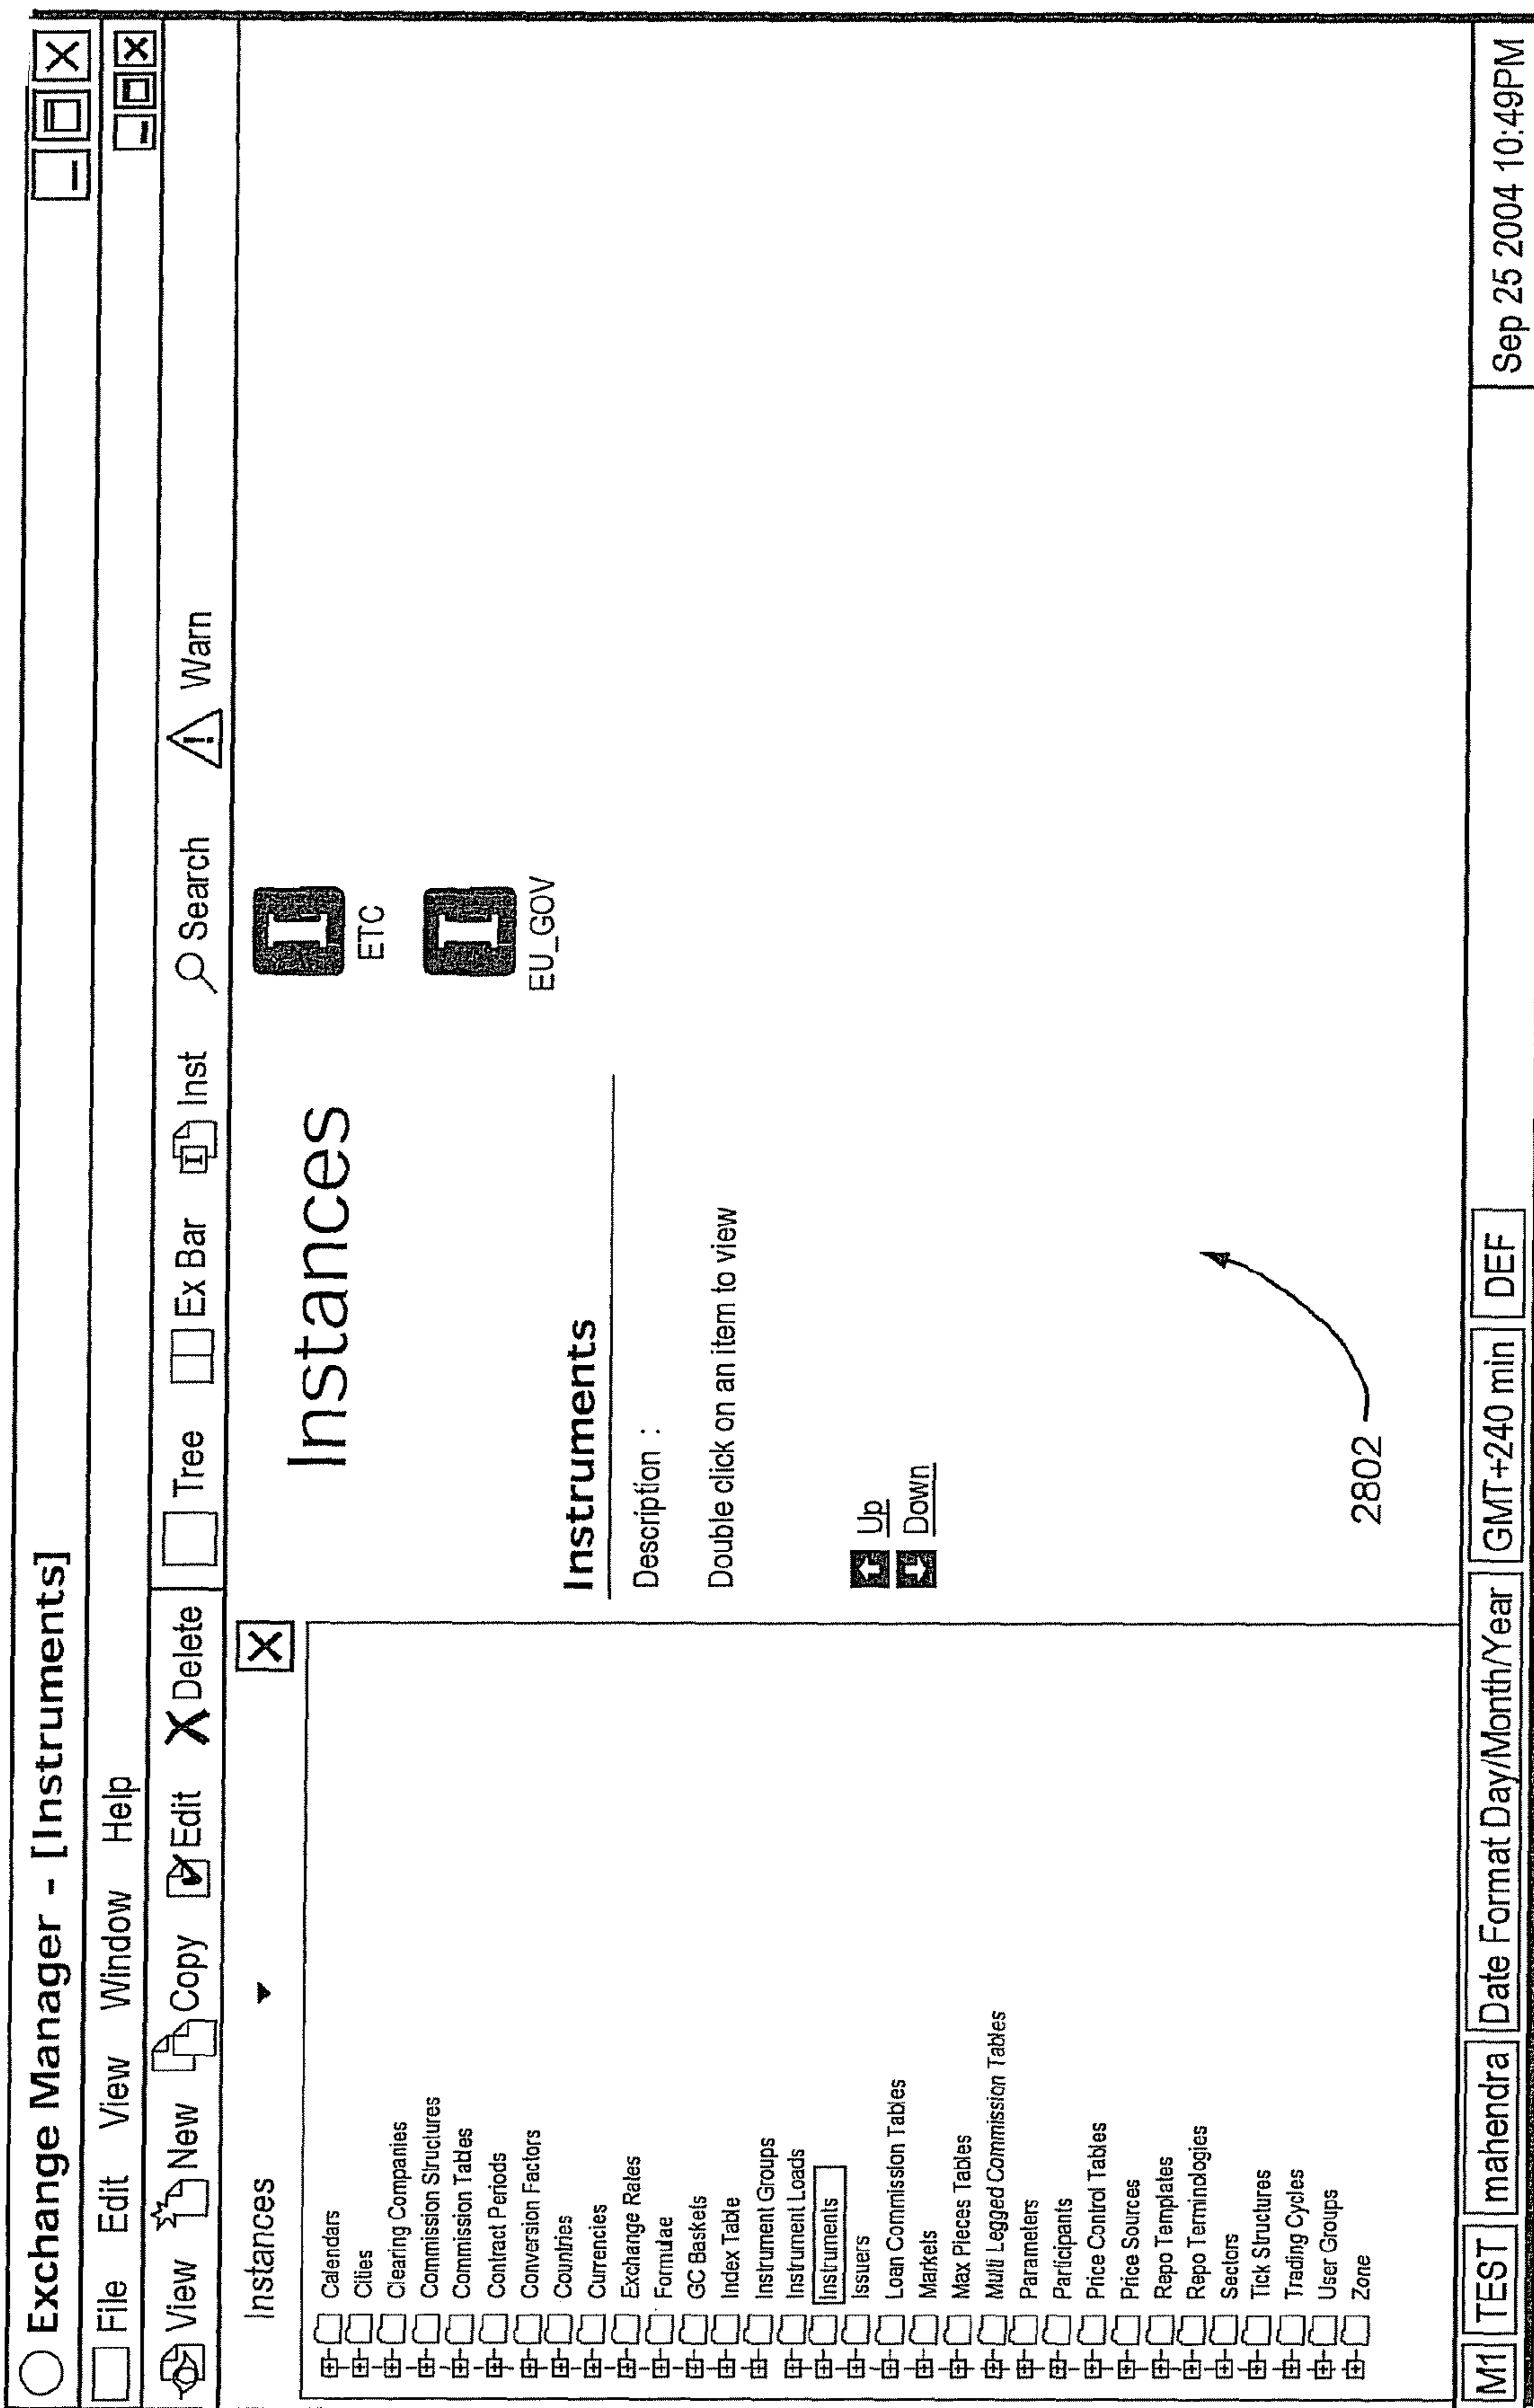 Exchange Manager - [Instruments]
File Edit View Window Help
View New Copy Edit Delete Tree Ex Bar Inst Search Warn
Instances
Calendars
Cities
Clearing Companies
Commission Structures
Commission Tables
Contract Periods
Conversion Factors
Countries
Currencies
Exchange Rates
Formulae
GC Baskets
Index Table
Instrument Groups
Instrument Loads
Instruments
Issuers
Loan Commission Tables
Markets
Max Pieces Tables
Multi Legged Commission Tables
Parameters
Participants
Price Control Tables
Price Sources
Repo Templates
Repo Terminologies
Sectors
Tick Structures
Trading Cycles
User Groups
Zone
Instances
Instruments
Description :
Double click on an item to view
Up
Down
I
ETC
I
EU_GOV
2802
M1 TEST mahendra Date Format Day/Month/Year GMT+240 min DEF Sep 25 2004 10:49PM